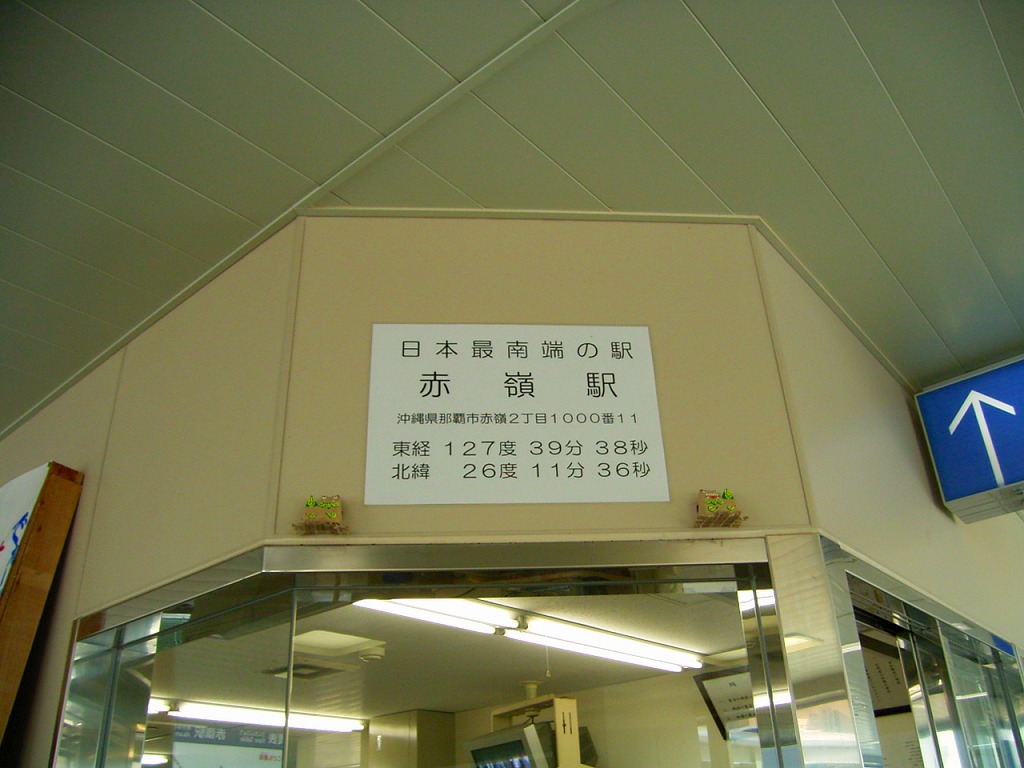 日本最南端の駅
赤嶺駅
沖縄県那覇市赤嶺2丁目1000番11
東経 127度 39分 38秒
北緯 26度 11分 36秒